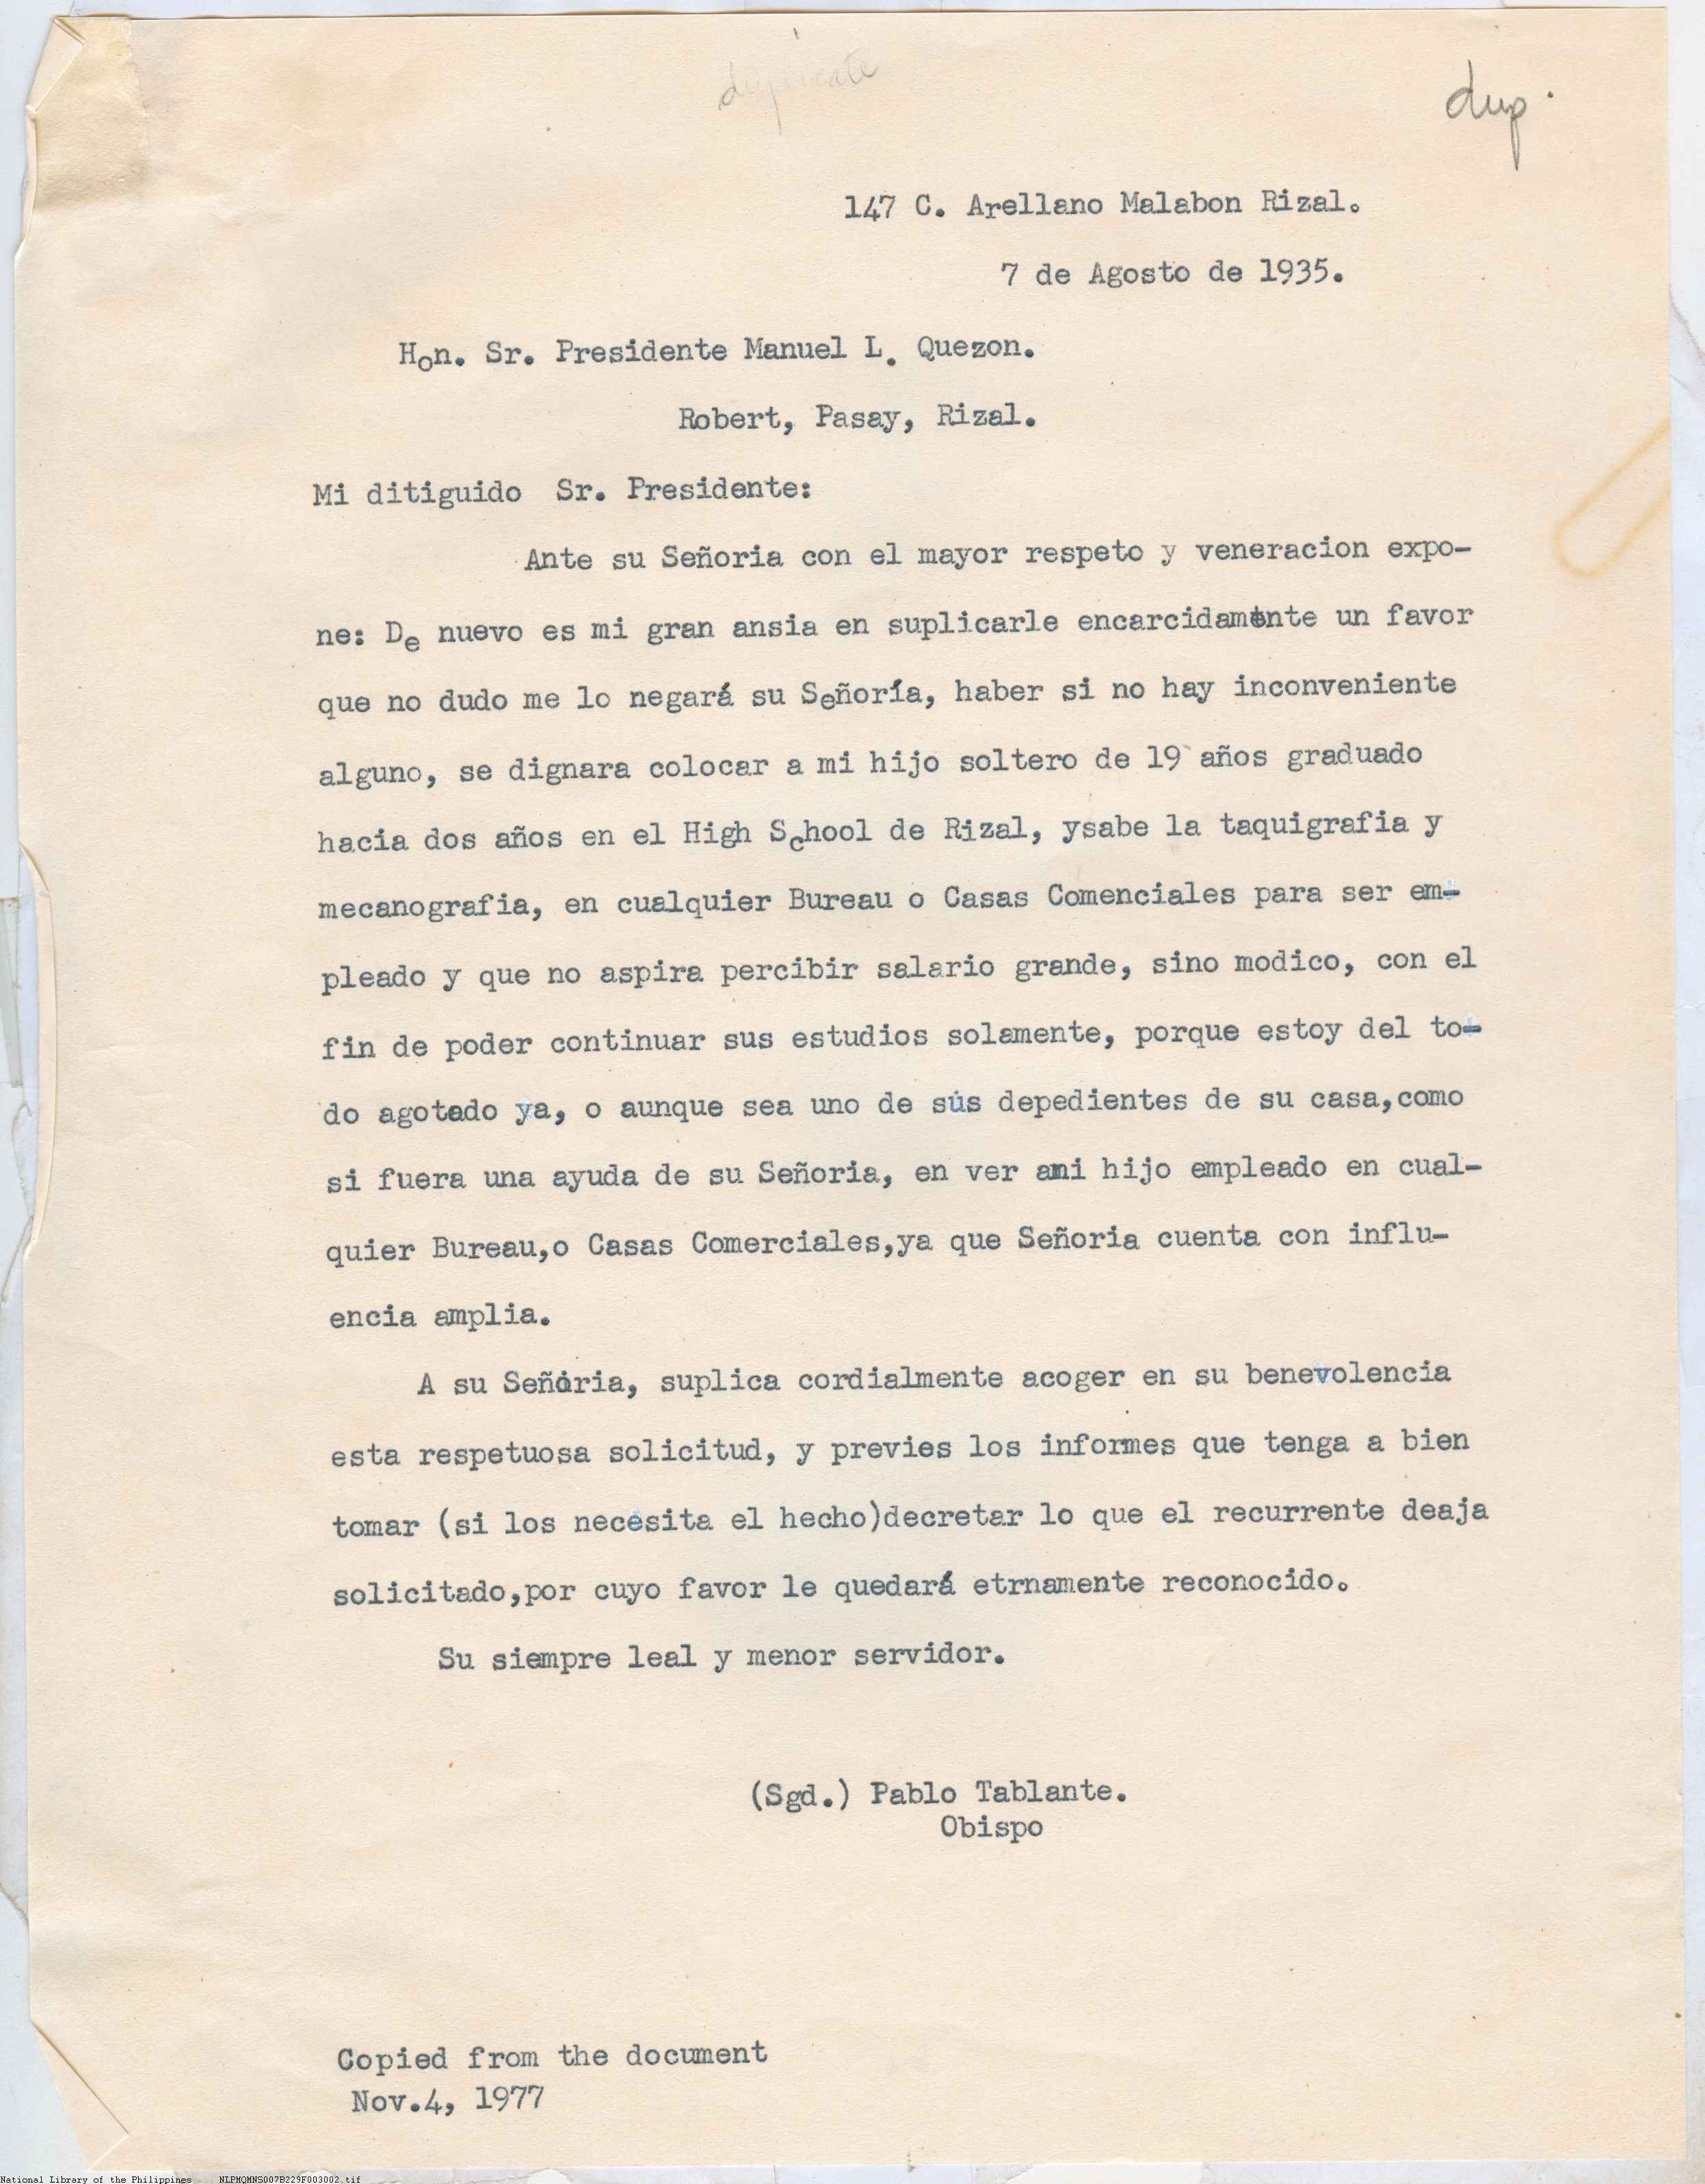 duplicate
dup.
147 C. Arellano Malabon Rizal.
7 de Agosto de 1935.
Hon. Sr. Presidente Manuel L. Quezon.
Robert, Pasay, Rizal.
Mi ditiguido Sr. Presidente:
Ante su Señoria con el mayor respeto y veneracion expo-
ne: De nuevo es mi gran ansia en suplicarle encarcidamente un favor
que no dudo me lo negará su Señoría, haber si no hay inconveniente
alguno, se dignara colocar a mi hijo soltero de 19 años graduado
hacia dos años en el High School de Rizal, ysabe la taquigrafia y
mecanografia, en cualquier Bureau o Casas Comenciales para ser em-
pleado y que no aspira percibir salario grande, sino modico, con el
fin de poder continuar sus estudios solamente, porque estoy del to-
do agotado ya, o aunque sea uno de sus depedientes de su casa,como
si fuera una ayuda de su Señoria, en ver ami hijo empleado en cual-
quier Bureau,o Casas Comerciales,ya que Señoria cuenta con influ-
encia amplia.
A su Señoria, suplica cordialmente acoger en su benevolencia
esta respetuosa solicitud, y previes los informes que tenga a bien
tomar (si los necesita el hecho)decretar lo que el recurrente deaja
solicitado,por cuyo favor le quedará etrnamente reconocido.
Su siempre leal y menor servidor.
(Sgd.) Pablo Tablante.
Obispo
Copied from the document
Nov.4, 1977
National Library of the Philippines NLPMQMNS007B229F003002.tif